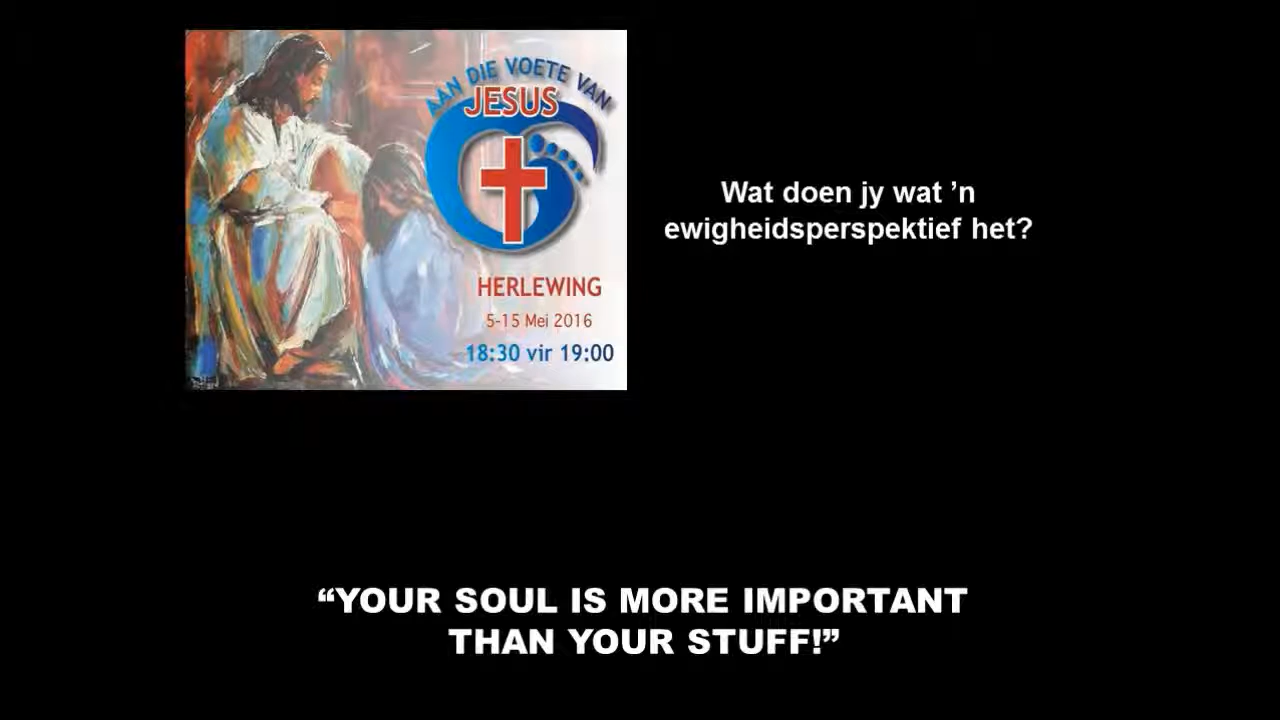 AAN DIE VOETE VAN
JESUS
HERLEWING
5-15 Mei 2016
18:30 vir 19:00
Wat doen jy wat ’n
ewigheidsperspektief het?
“YOUR SOUL IS MORE IMPORTANT
THAN YOUR STUFF!”